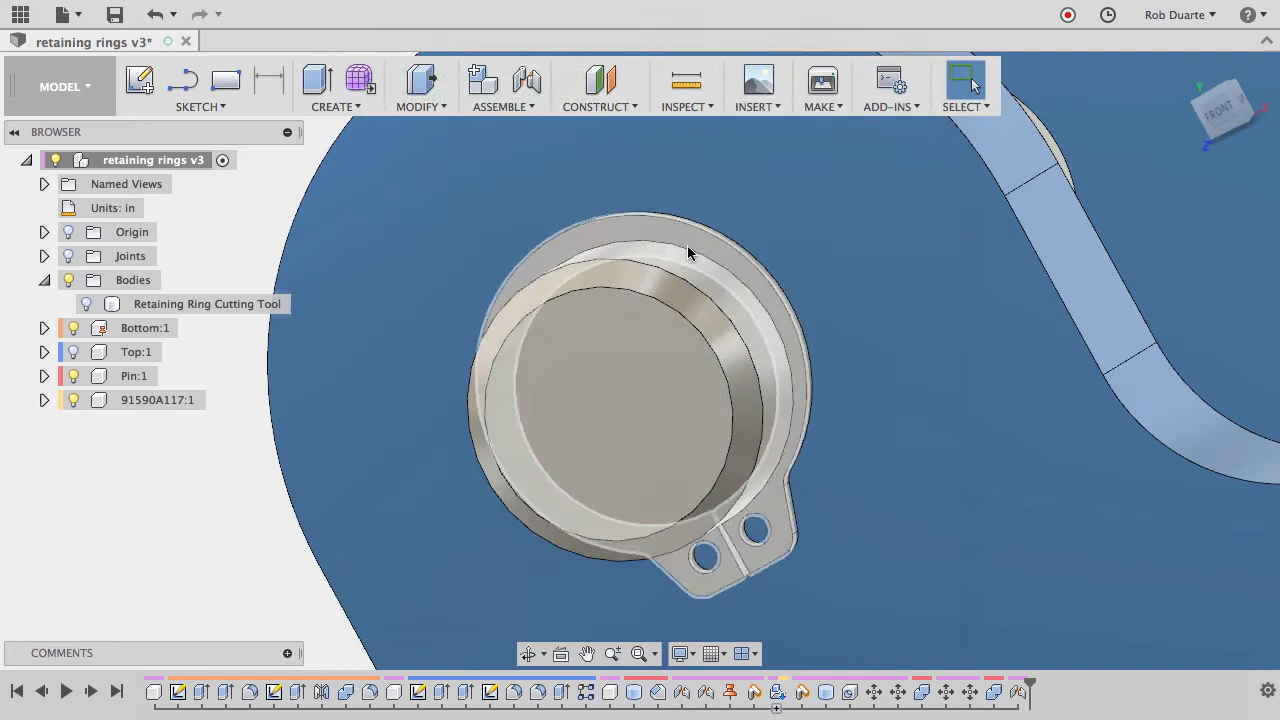 Rob Duarte
retaining rings v3*
MODEL
SKETCH
CREATE
MODIFY
ASSEMBLE
CONSTRUCT
INSPECT
INSERT
MAKE
ADD-INS
SELECT
BROWSER
retaining rings v3
Named Views
Units: in
Origin
Joints
Bodies
Retaining Ring Cutting Tool
Bottom:1
Top:1
Pin:1
91590A117:1
Y
FRONT
Z
COMMENTS